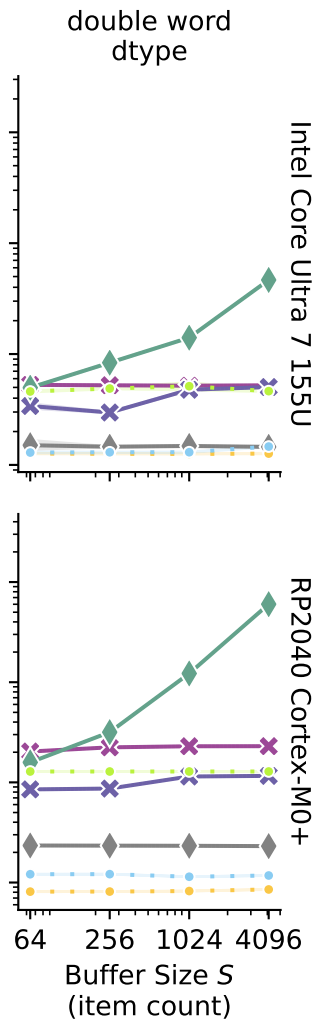 double word
dtype
Intel Core Ultra 7 155U
RP2040 Cortex-M0+
64 256 1024 4096
Buffer Size S
(item count)